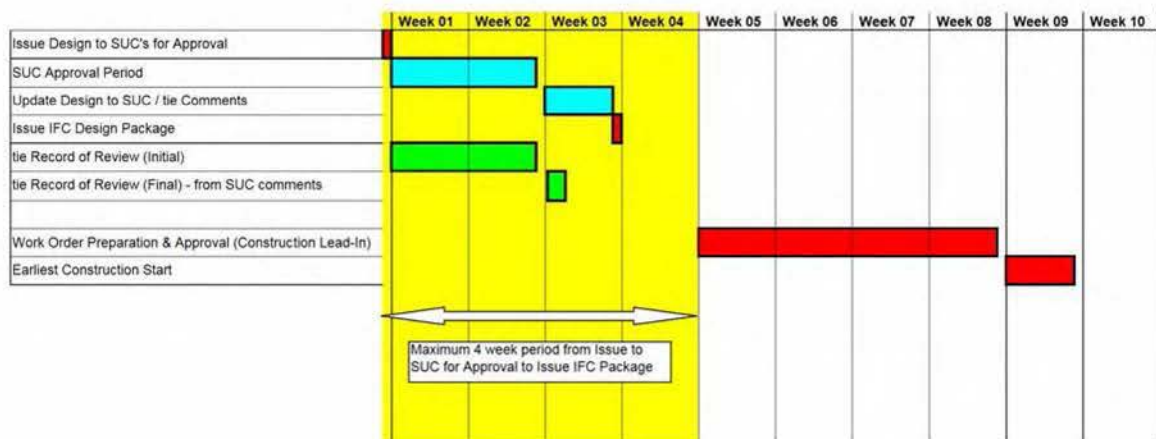 Week 01 Week 02 Week 03 Week 04 Week 05 Week 06 Week 07 Week 08 Week 09 Week 10
Issue Design to SUC's for Approval
SUC Approval Period
Update Design to SUC / tie Comments
Issue IFC Design Package
tie Record of Review (Initial)
tie Record of Review (Final) - from SUC comments
Work Order Preparation & Approval (Construction Lead-In)
Earliest Construction Start
Maximum 4 week period from Issue to
SUC for Approval to Issue IFC Package